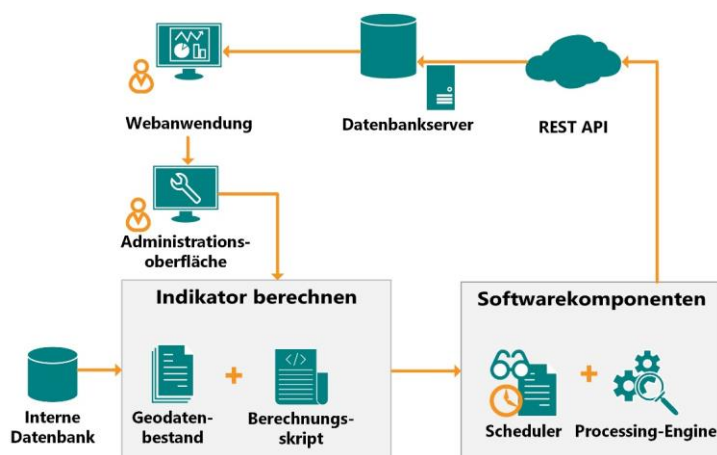 Webanwendung
Datenbankserver
REST API
Administrations-
oberfläche
Indikator berechnen
Softwarekomponenten
</>
Interne
Datenbank
Geodaten-
bestand
Berechnungs-
skript
Scheduler
Processing-Engine